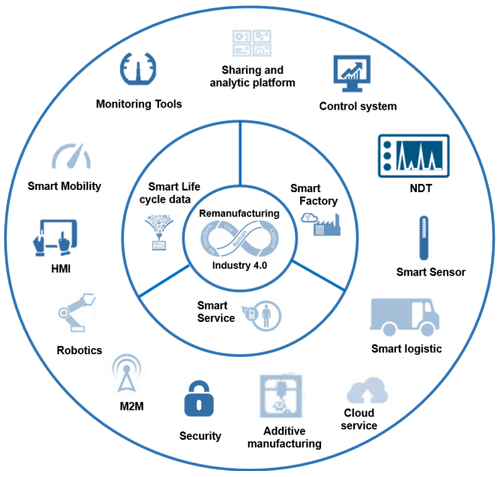 Sharing and
analytic platform
Monitoring Tools
Control system
Smart Mobility
NDT
Smart Life
cycle data
Smart
Factory
Remanufacturing
Industry 4.0
HMI
Smart Sensor
Smart
Service
Robotics
Smart logistic
M2M
Cloud
service
Security
Additive
manufacturing